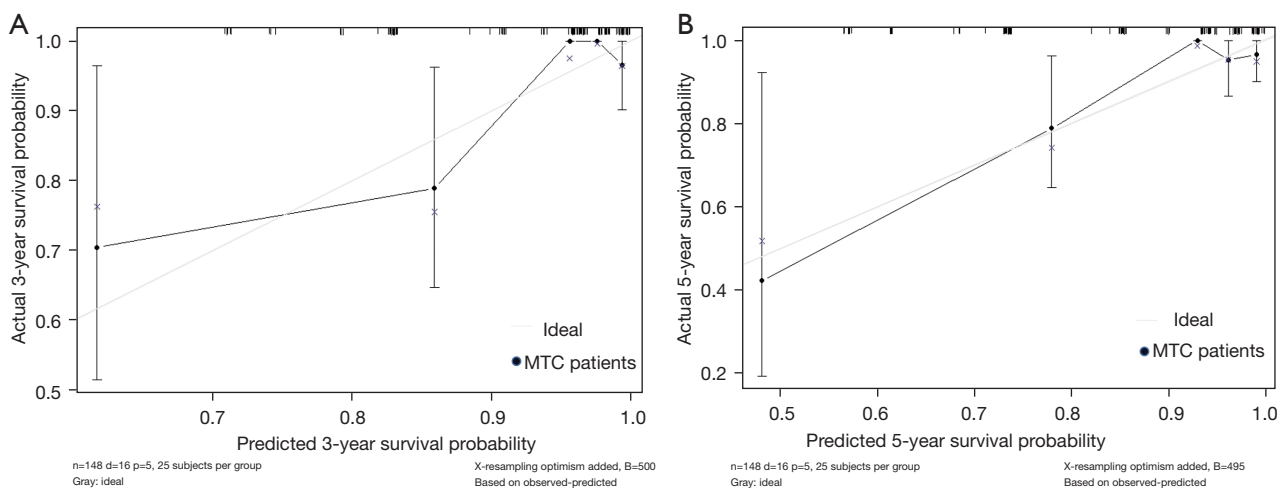 A
Actual 3-year survival probability
1.0
0.9
0.8
0.7
0.6
0.5
Ideal
MTC patients
0.7 0.8 0.9 1.0
Predicted 3-year survival probability
n=148 d=16 p=5, 25 subjects per group
Gray: ideal
X-resampling optimism added, B=500
Based on observed-predicted
B
Actual 5-year survival probability
1.0
0.8
0.6
0.4
0.2
Ideal
MTC patients
0.5 0.6 0.7 0.8 0.9 1.0
Predicted 5-year survival probability
n=148 d=16 p=5, 25 subjects per group
Gray: ideal
X-resampling optimism added, B=495
Based on observed-predicted